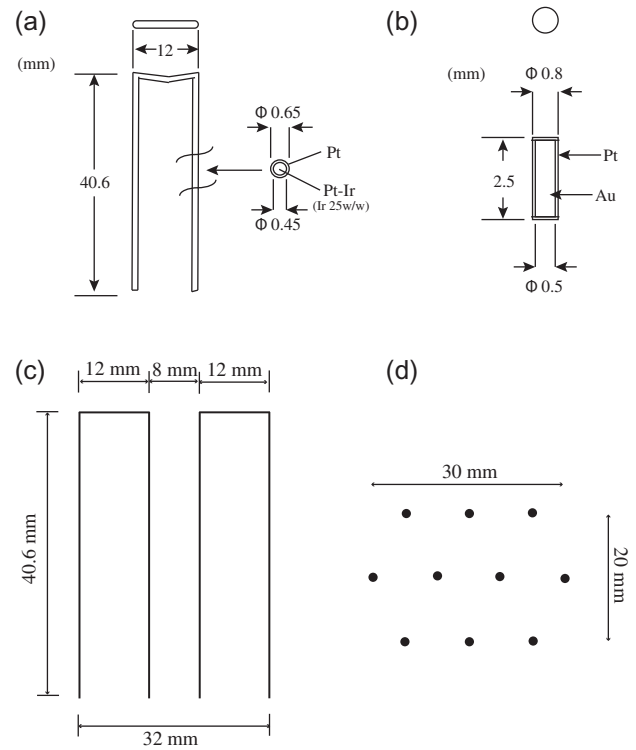 (a)
12
(mm)
40.6
Φ 0.65
Pt
Pt-Ir
(Ir 25w/w)
Φ 0.45
(b)
Φ 0.8
(mm)
2.5
Pt
Au
Φ 0.5
(c)
12 mm 8 mm 12 mm
40.6 mm
32 mm
(d)
30 mm
20 mm